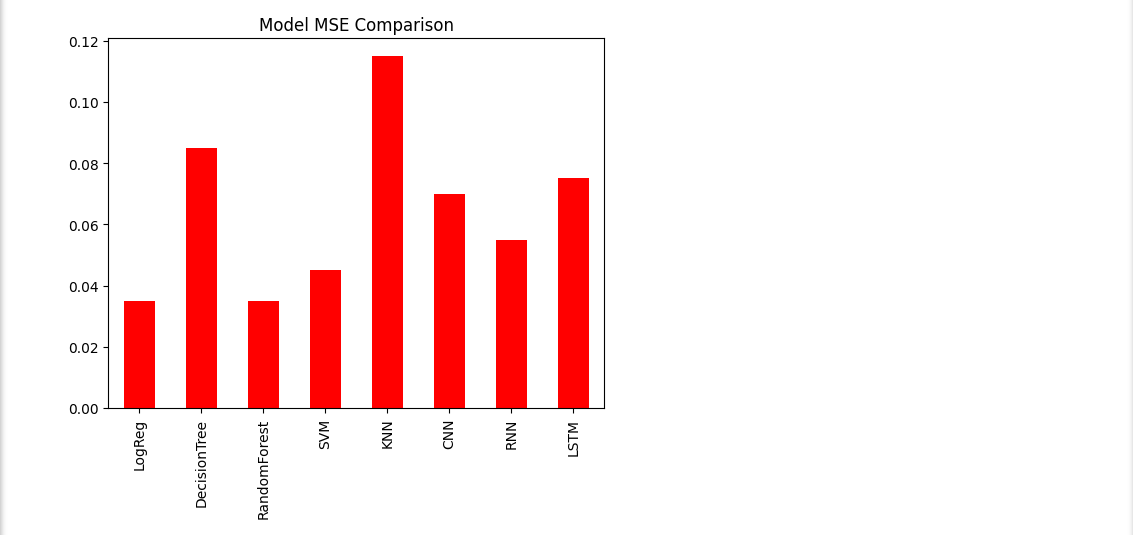 Model MSE Comparison
0.12
0.10
0.08
0.06
0.04
0.02
0.00
LogReg
DecisionTree
RandomForest
SVM
KNN
CNN
RNN
LSTM